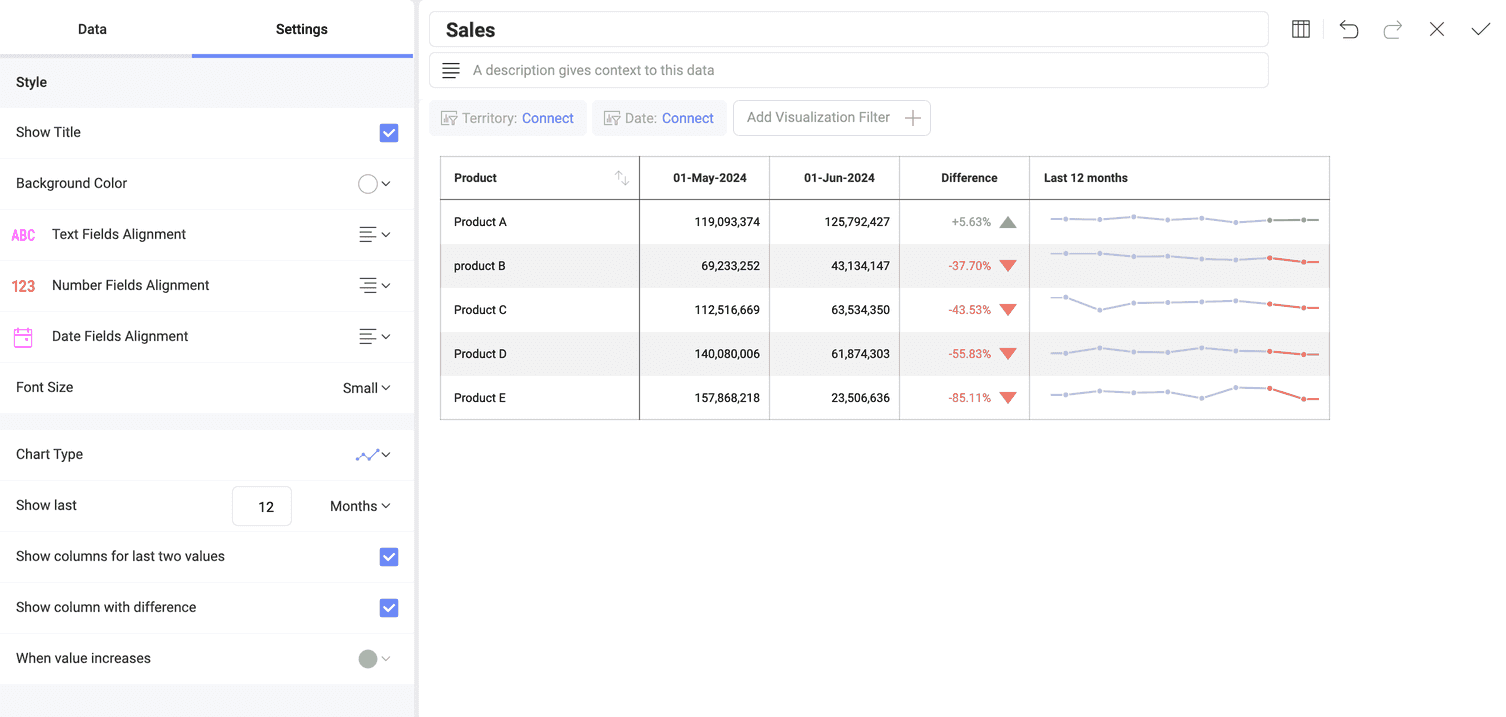 Data Settings
Style
Show Title
Background Color
ABC Text Fields Alignment
123 Number Fields Alignment
Date Fields Alignment
Font Size Small
Chart Type
Show last 12 Months
Show columns for last two values
Show column with difference
When value increases
Sales
A description gives context to this data
Territory: Connect Date: Connect Add Visualization Filter
Product 01-May-2024 01-Jun-2024 Difference Last 12 months
Product A 119,093,374 125,792,427 +5.63%
product B 69,233,252 43,134,147 -37.70%
Product C 112,516,669 63,534,350 -43.53%
Product D 140,080,006 61,874,303 -55.83%
Product E 157,868,218 23,506,636 -85.11%